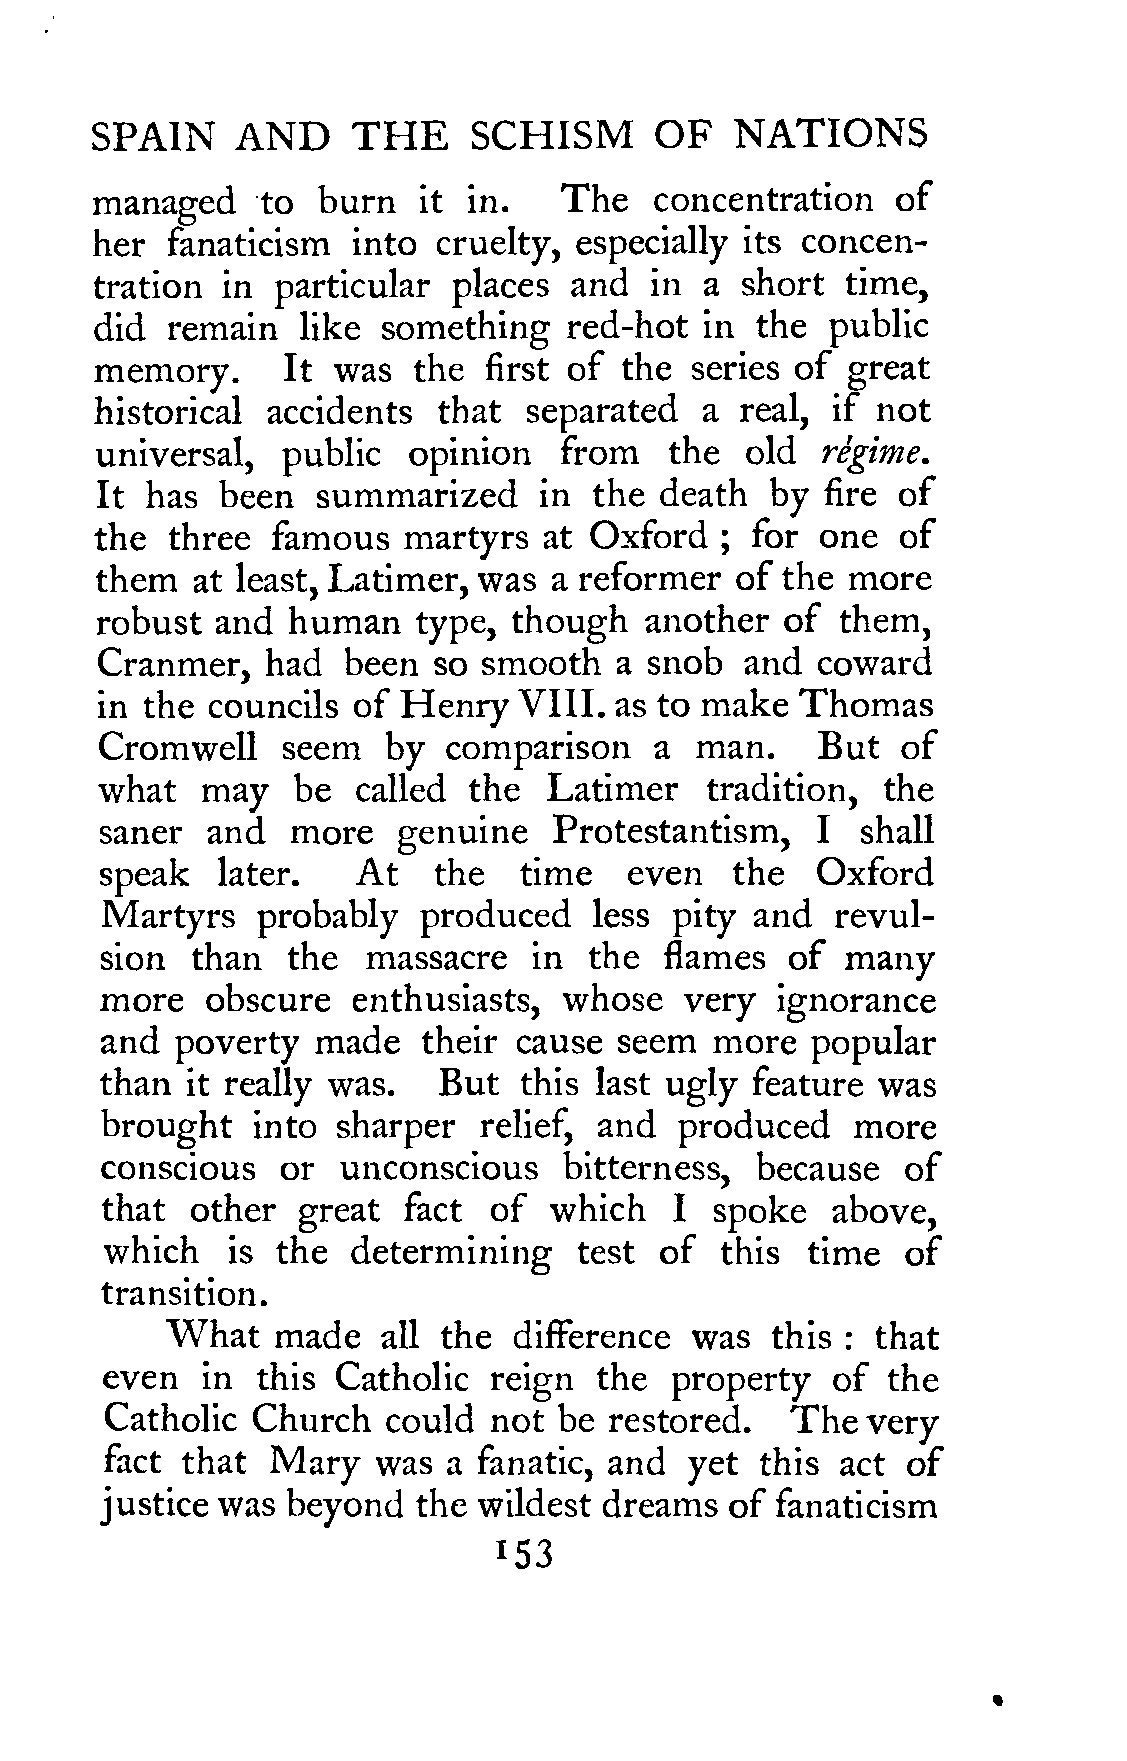 SPAIN AND THE SCHISM OF NATIONS
managed to burn it in. The concentration of
her fanaticism into cruelty, especially its concen-
tration in particular places and in a short time,
did remain like something red-hot in the public
memory. It was the first of the series of great
historical accidents that separated a real, if not
universal, public opinion from the old régime.
It has been summarized in the death by fire of
the three famous martyrs at Oxford ; for one of
them at least, Latimer, was a reformer of the more
robust and human type, though another of them,
Cranmer, had been so smooth a snob and coward
in the councils of Henry VIII. as to make Thomas
Cromwell seem by comparison a man. But of
what may be called the Latimer tradition, the
saner and more genuine Protestantism, I shall
speak later. At the time even the Oxford
Martyrs probably produced less pity and revul-
sion than the massacre in the flames of many
more obscure enthusiasts, whose very ignorance
and poverty made their cause seem more popular
than it really was. But this last ugly feature was
brought into sharper relief, and produced more
conscious or unconscious bitterness, because of
that other great fact of which I spoke above,
which is the determining test of this time of
transition.
What made all the difference was this : that
even in this Catholic reign the property of the
Catholic Church could not be restored. The very
fact that Mary was a fanatic, and yet this act of
justice was beyond the wildest dreams of fanaticism
153